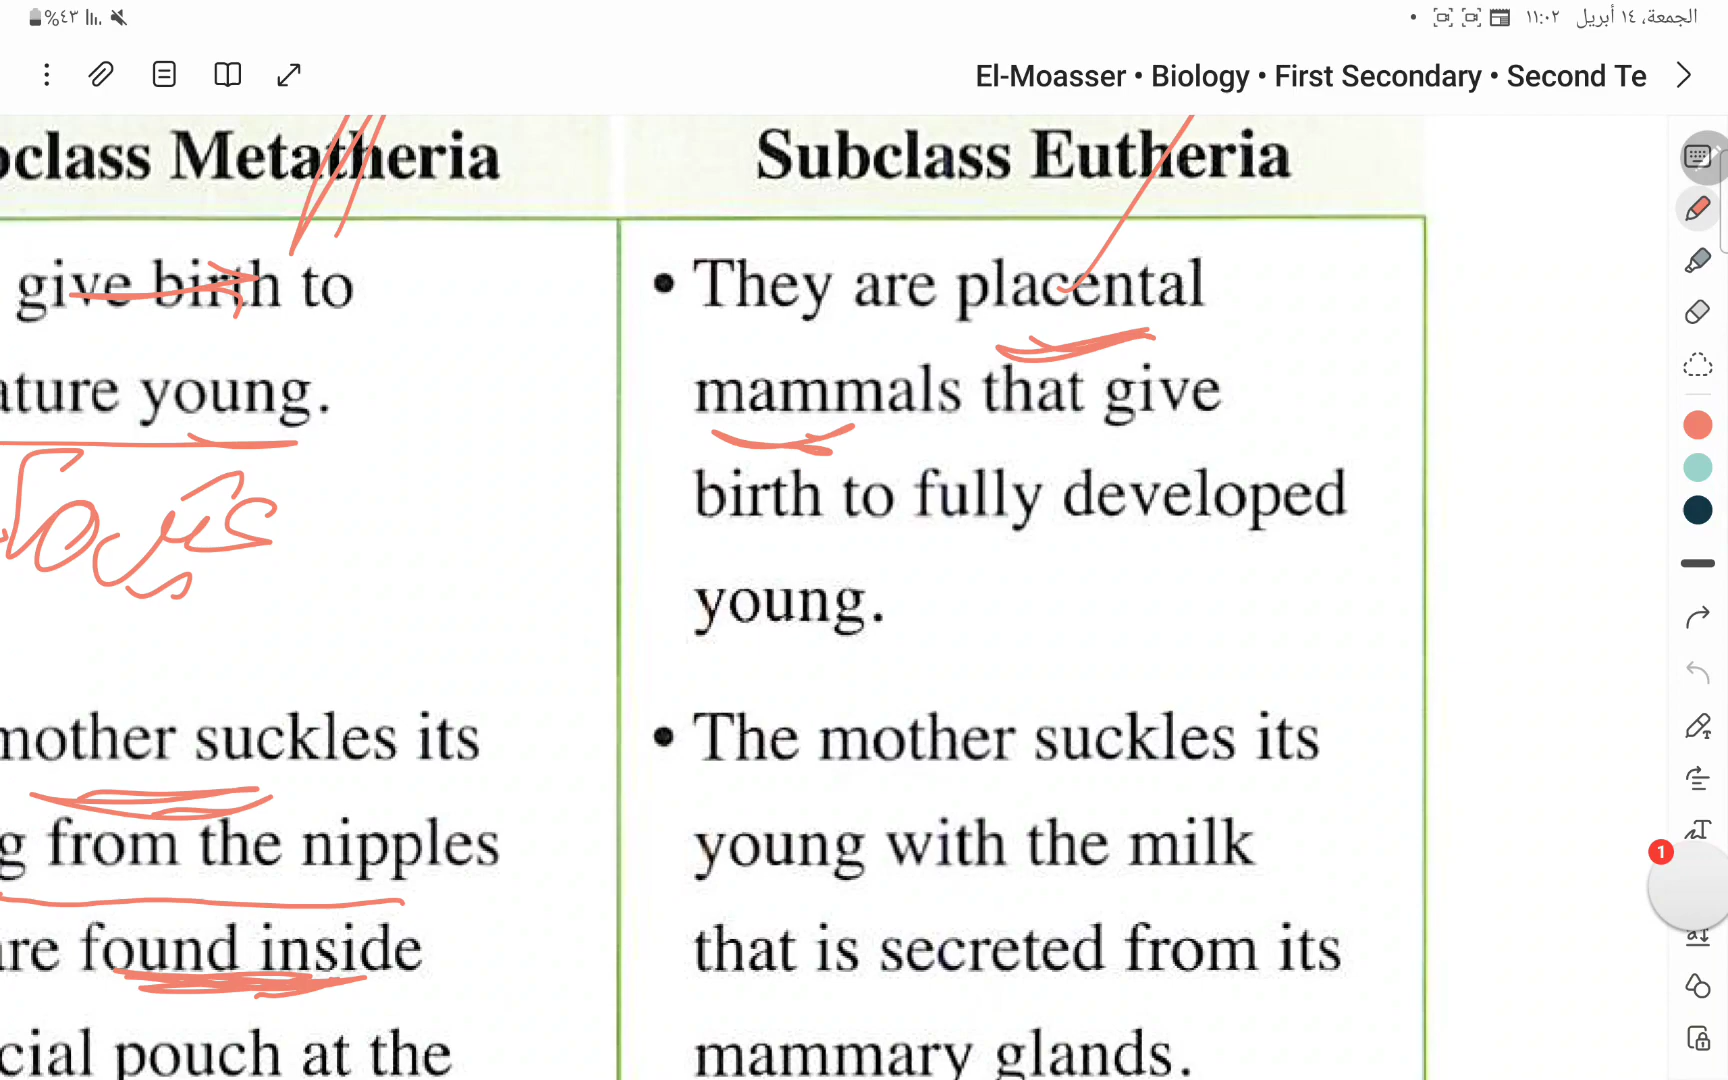 %٤٣
الجمعة، ١٤ أبريل ١١:٠٢
El-Moasser • Biology • First Secondary • Second Te
bclass Metatheria
give birth to
ature young.
focus
mother suckles its
g from the nipples
are found inside
cial pouch at the
Subclass Eutheria
• They are placental
mammals that give
birth to fully developed
young.
• The mother suckles its
young with the milk
that is secreted from its
mammary glands.
1